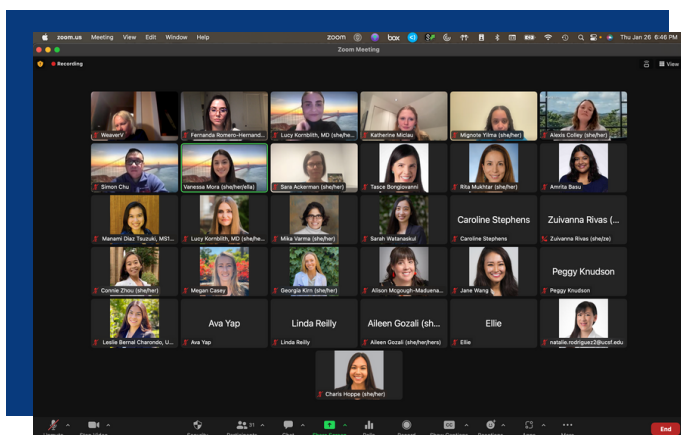 zoom.us Meeting View Edit Window Help zoom box Thu Jan 26 6:46 PM
Zoom Meeting
Recording View
WeaverV
Fernanda Romero-Hernand...
Lucy Kornblith, MD (she/he...
Katherine Miclau
Mignote Yilma (she/her)
Alexis Colley (she/her)
Simon Chu
Vanessa Mora (she/her/ella)
Sara Ackerman (she/her)
Tasce Bongiovanni
Rita Mukhtar (she/her)
Amrita Basu
Caroline Stephens
Zuivanna Rivas (...
Manami Diaz Tsuzuki, MS1...
Lucy Kornblith, MD (she/he...
Mika Varma (she/her)
Sarah Watanaskul
Caroline Stephens
Zuivanna Rivas (she/ze)
Peggy Knudson
Connie Zhou (she/her)
Megan Casey
Georgia Kirn (she/her)
Alison Mcgough-Maduena...
Jane Wang
Peggy Knudson
Ava Yap
Linda Reilly
Aileen Gozali (sh...
Ellie
Leslie Bernal Charondo, U...
Ava Yap
Linda Reilly
Aileen Gozali (she/her/hers)
Ellie
natalie.rodriguez2@ucsf.edu
Charis Hoppe (she/her)
End